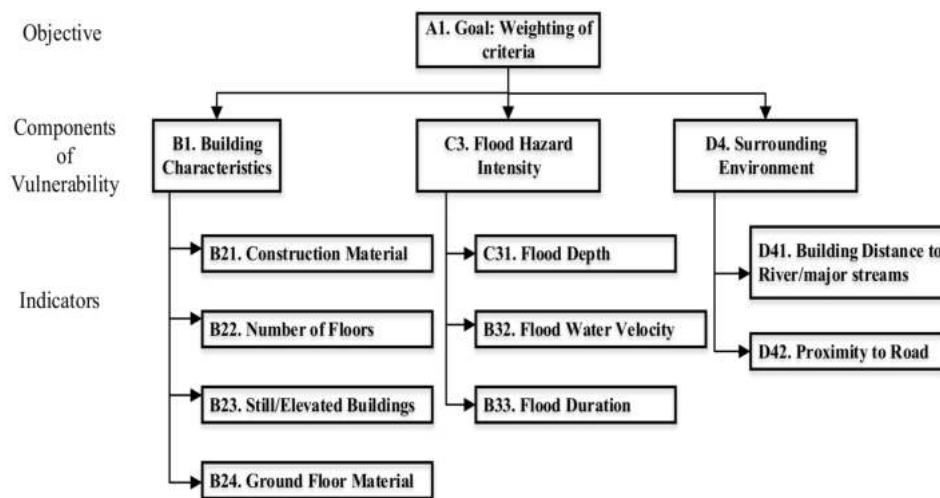 Objective
A1. Goal: Weighting of
criteria
Components
of
Vulnerability
B1. Building
Characteristics
C3. Flood Hazard
Intensity
D4. Surrounding
Environment
Indicators
B21. Construction Material
B22. Number of Floors
B23. Still/Elevated Buildings
B24. Ground Floor Material
C31. Flood Depth
B32. Flood Water Velocity
B33. Flood Duration
D41. Building Distance to
River/major streams
D42. Proximity to Road